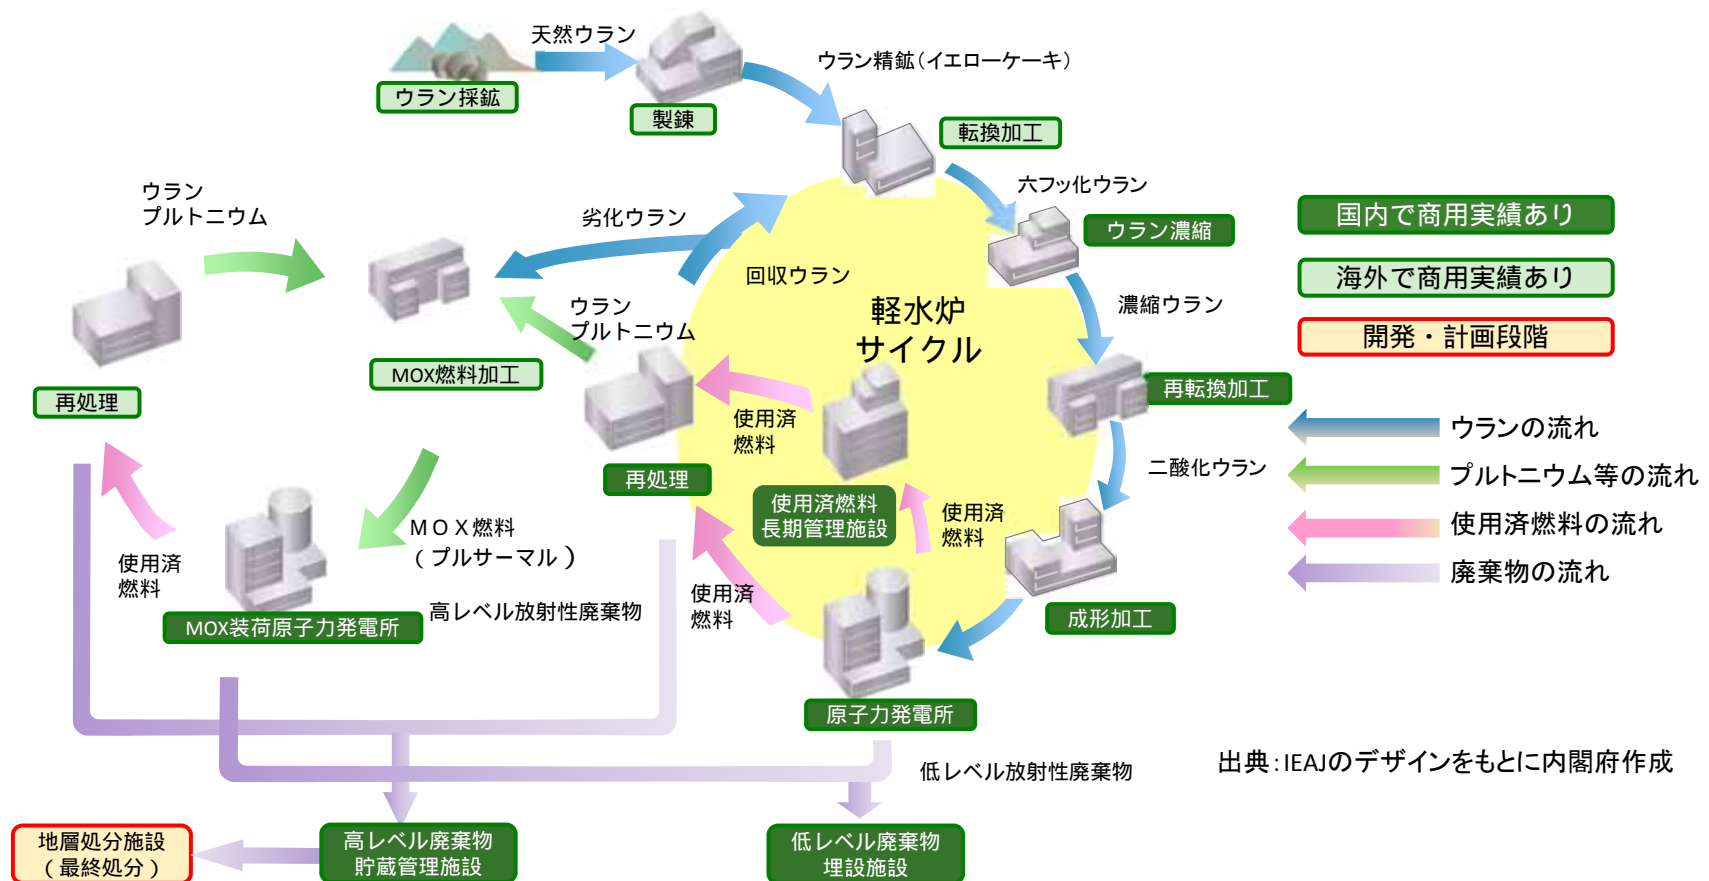 天然ウラン
ウラン精鉱（イエローケーキ）
ウラン採鉱
製錬
転換加工
六フッ化ウラン
ウラン
プルトニウム
劣化ウラン
ウラン濃縮
国内で商用実績あり
海外で商用実績あり
開発・計画段階
回収ウラン
濃縮ウラン
ウラン
プルトニウム
軽水炉
サイクル
MOX燃料加工
再処理
再転換加工
使用済
燃料
ウランの流れ
プルトニウム等の流れ
使用済燃料の流れ
廃棄物の流れ
二酸化ウラン
再処理
使用済燃料
長期管理施設
使用済
燃料
MOX燃料
（プルサーマル）
使用済
燃料
使用済
燃料
高レベル放射性廃棄物
MOX装荷原子力発電所
成形加工
原子力発電所
低レベル放射性廃棄物
出典：IEAJのデザインをもとに内閣府作成
地層処分施設
（最終処分）
高レベル廃棄物
貯蔵管理施設
低レベル廃棄物
埋設施設